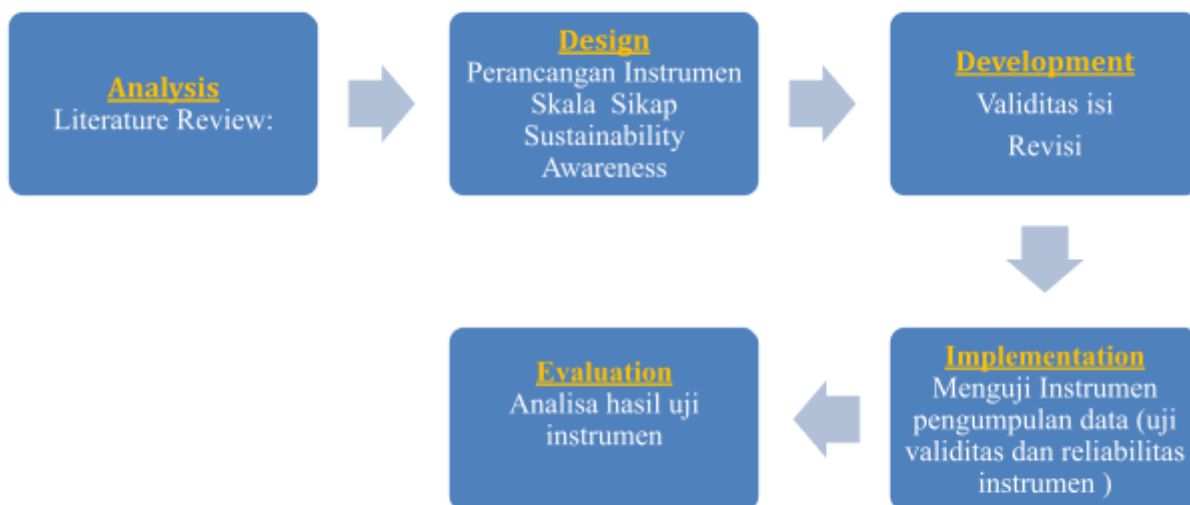 Analysis
Literature Review:
Design
Perancangan Instrumen
Skala Sikap
Sustainability
Awareness
Development
Validitas isi
Revisi
Implementation
Menguji Instrumen
pengumpulan data (uji
validitas dan reliabilitas
instrumen )
Evaluation
Analisa hasil uji
instrumen